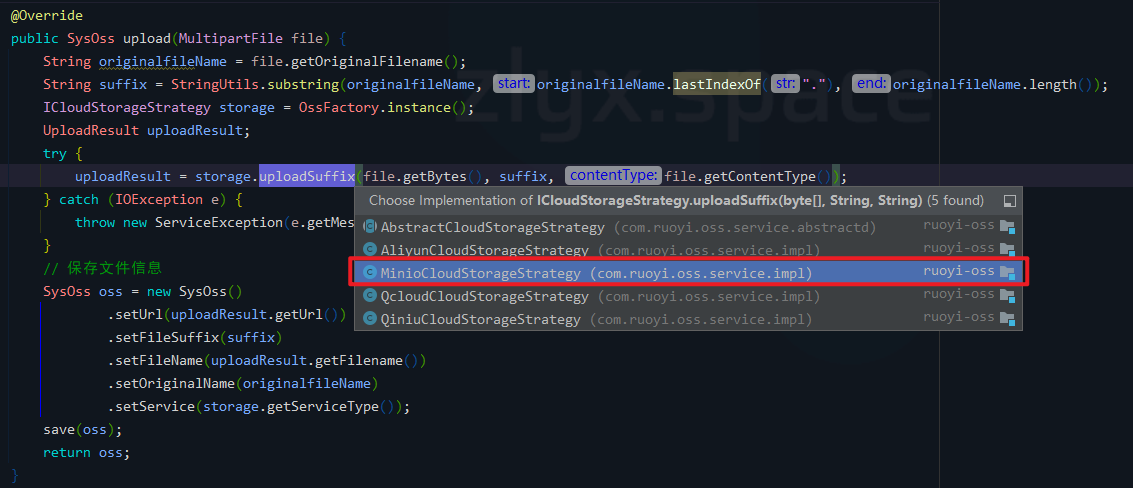 @Override
public SysOss upload(MultipartFile file) {
String originalfileName = file.getOriginalFilename();
String suffix = StringUtils.substring(originalfileName, start: originalfileName.lastIndexOf( str: "."), end: originalfileName.length());
ICloudStorageStrategy storage = OssFactory.instance();
UploadResult uploadResult;
try {
uploadResult = storage.uploadSuffix(file.getBytes(), suffix, contentType: file.getContentType());
} catch (IOException e) {
Choose Implementation of ICloudStorageStrategy.uploadSuffix(byte[], String, String) (5 found)
throw new ServiceException(e.getMes
AbstractCloudStorageStrategy (com.ruoyi.oss.service.abstractd) ruoyi-oss
}
AliyunCloudStorageStrategy (com.ruoyi.oss.service.impl) ruoyi-oss
// 保存文件信息
MinioCloudStorageStrategy (com.ruoyi.oss.service.impl) ruoyi-oss
SysOss oss = new SysOss()
QcloudCloudStorageStrategy (com.ruoyi.oss.service.impl) ruoyi-oss
.setUrl(uploadResult.getUrl())
QiniuCloudStorageStrategy (com.ruoyi.oss.service.impl) ruoyi-oss
.setFileSuffix(suffix)
.setFileName(uploadResult.getFilename())
.setOriginalName(originalfileName)
.setService(storage.getServiceType());
save(oss);
return oss;
}
zlyx.space